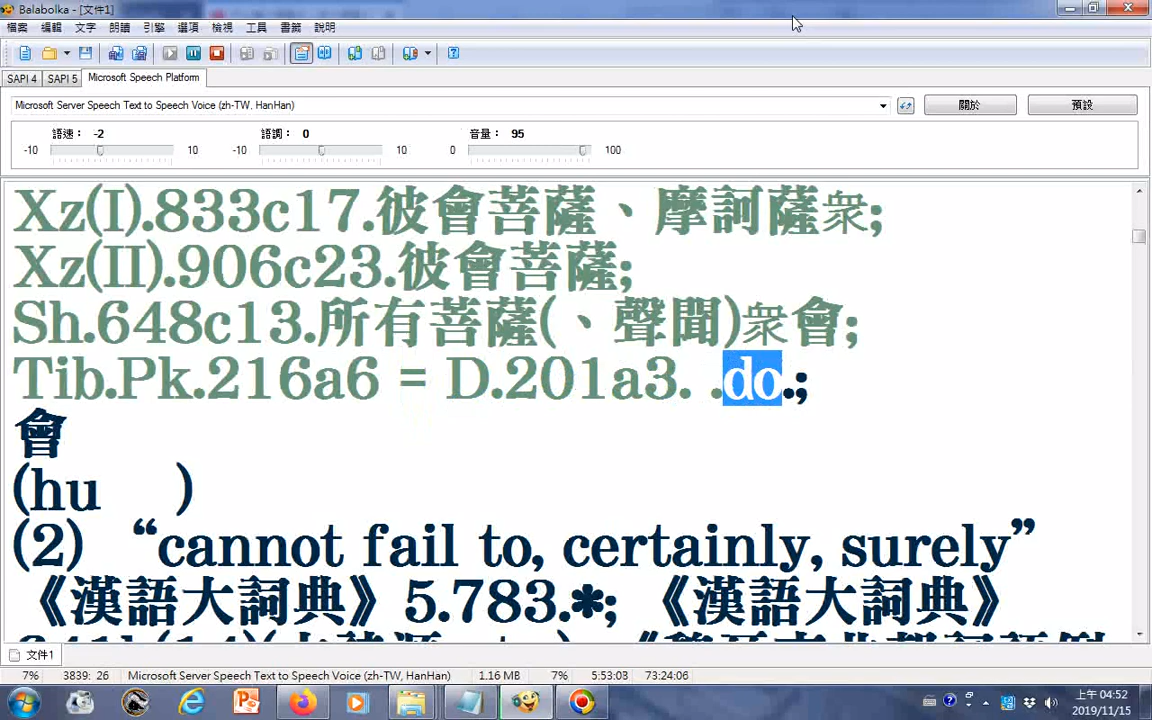 Balabolka - [文件1]
檔案 編輯 文字 朗讀 引擎 選項 檢視 工具 書籤 說明
SAPI 4 SAPI 5 Microsoft Speech Platform
Microsoft Server Speech Text to Speech Voice (zh-TW, HanHan) 關於 預設
語速： -2 語調： 0 音量： 95
-10 10 -10 10 0 100
Xz(I).833c17.彼會菩薩、摩訶薩衆;
Xz(II).906c23.彼會菩薩;
Sh.648c13.所有菩薩(、聲聞)衆會;
Tib.Pk.216a6 = D.201a3. .do.;
會
(hu )
(2) “cannot fail to, certainly, surely”
《漢語大詞典》5.783.*; 《漢語大詞典》
文件1
7% 3839: 26 Microsoft Server Speech Text to Speech Voice (zh-TW, HanHan) 1.16 MB 7% 5:53:03 73:24:06
上午 04:52
2019/11/15